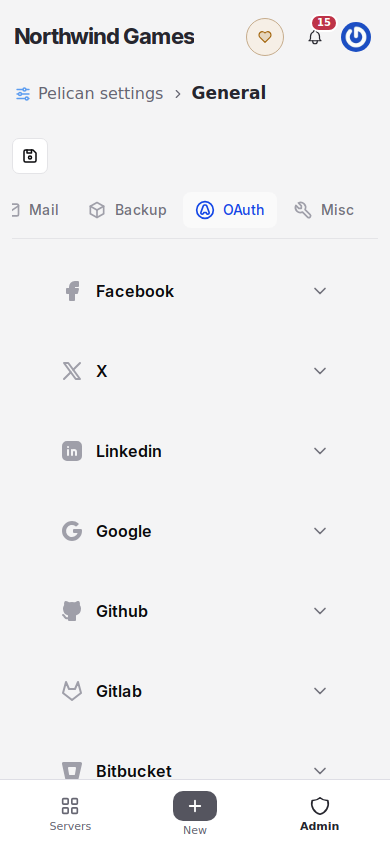 Northwind Games
15
Pelican settings > General
Mail
Backup
OAuth
Misc
Facebook
X
Linkedin
Google
Github
Gitlab
Bitbucket
Servers
New
Admin